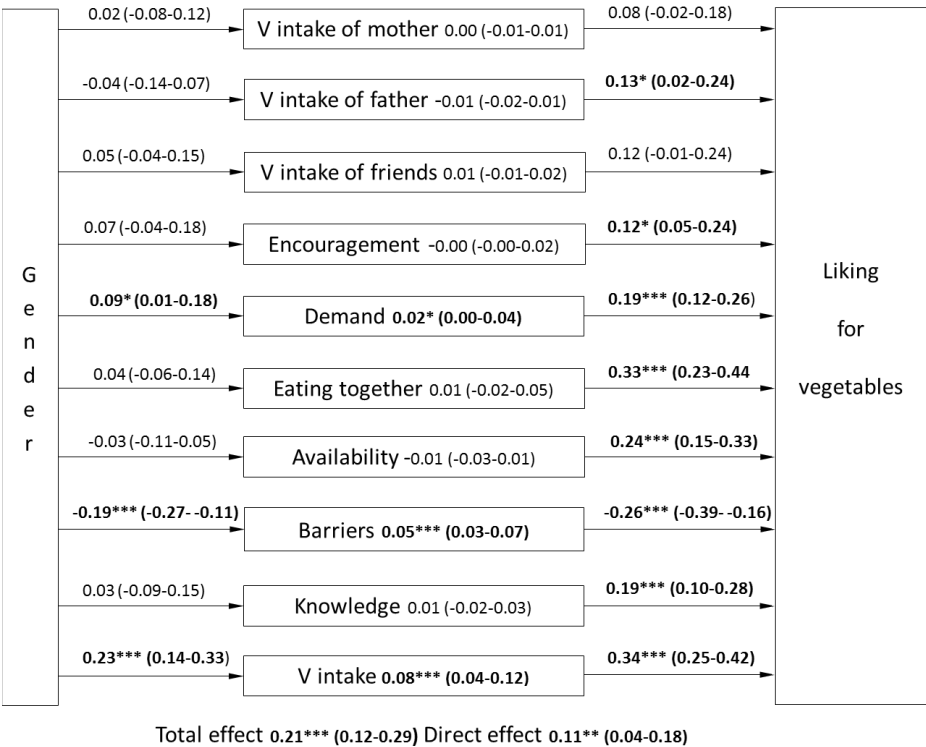 0.02 (-0.08-0.12) V intake of mother 0.00 (-0.01-0.01) 0.08 (-0.02-0.18)
-0.04 (-0.14-0.07) V intake of father -0.01 (-0.02-0.01) 0.13* (0.02-0.24)
0.05 (-0.04-0.15) V intake of friends 0.01 (-0.01-0.02) 0.12 (-0.01-0.24)
0.07 (-0.04-0.18) Encouragement -0.00 (-0.00-0.02) 0.12* (0.05-0.24)
Gender
0.09* (0.01-0.18) Demand 0.02* (0.00-0.04) 0.19*** (0.12-0.26)
0.04 (-0.06-0.14) Eating together 0.01 (-0.02-0.05) 0.33*** (0.23-0.44
-0.03 (-0.11-0.05) Availability -0.01 (-0.03-0.01) 0.24*** (0.15-0.33)
-0.19*** (-0.27- -0.11) Barriers 0.05*** (0.03-0.07) -0.26*** (-0.39- -0.16)
0.03 (-0.09-0.15) Knowledge 0.01 (-0.02-0.03) 0.19*** (0.10-0.28)
0.23*** (0.14-0.33) V intake 0.08*** (0.04-0.12) 0.34*** (0.25-0.42)
Liking
for
vegetables
Total effect 0.21*** (0.12-0.29) Direct effect 0.11** (0.04-0.18)